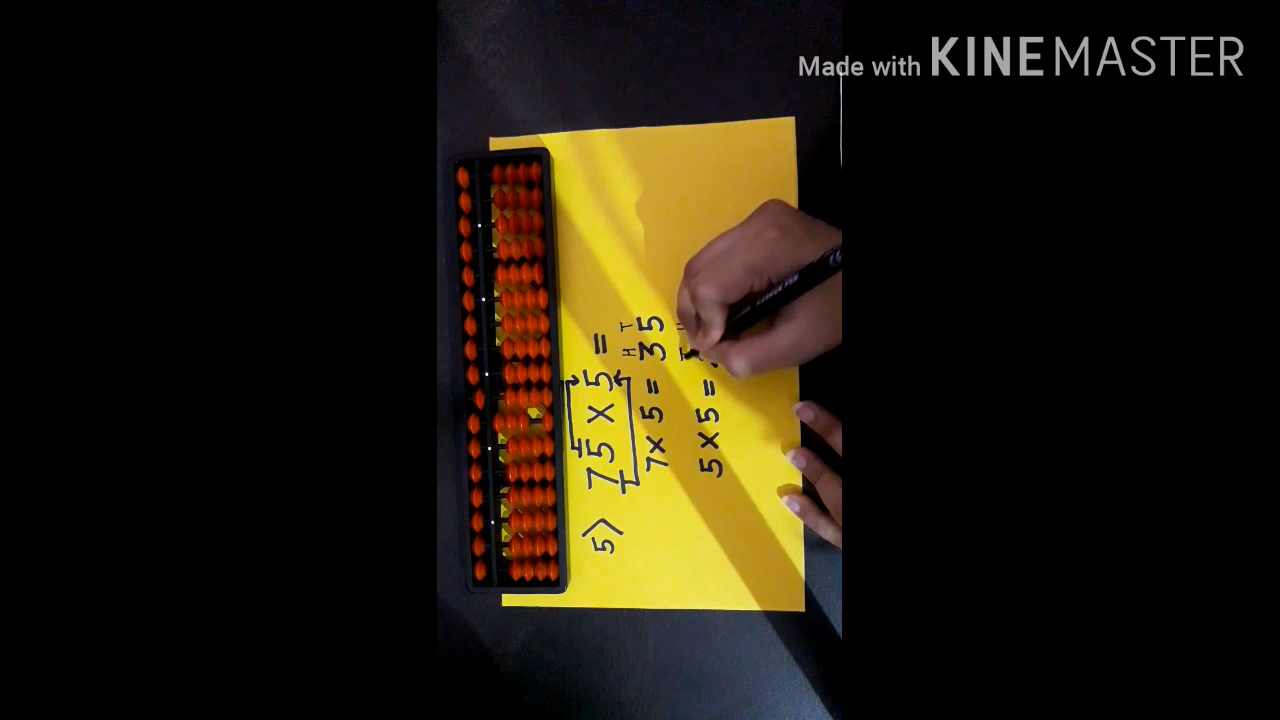 Made with KINEMASTER
5) 75 x 5 =
H T
7 x 5 = 35
T U
5 x 5 =